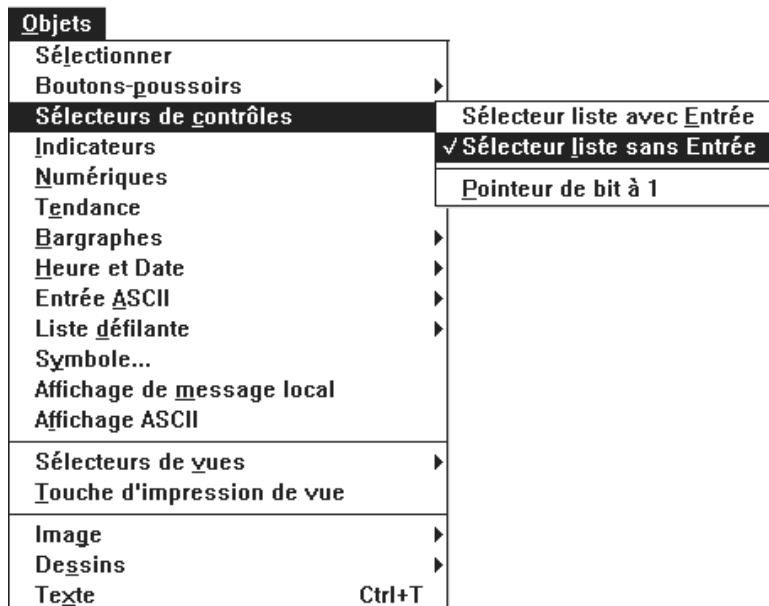 Objets
Sélectionner
Boutons-poussoirs
Sélecteurs de contrôles
Sélecteur liste avec Entrée
√ Sélecteur liste sans Entrée
Pointeur de bit à 1
Indicateurs
Numériques
Tendance
Bargraphes
Heure et Date
Entrée ASCII
Liste défilante
Symbole...
Affichage de message local
Affichage ASCII
Sélecteurs de vues
Touche d'impression de vue
Image
Dessins
Texte Ctrl+T